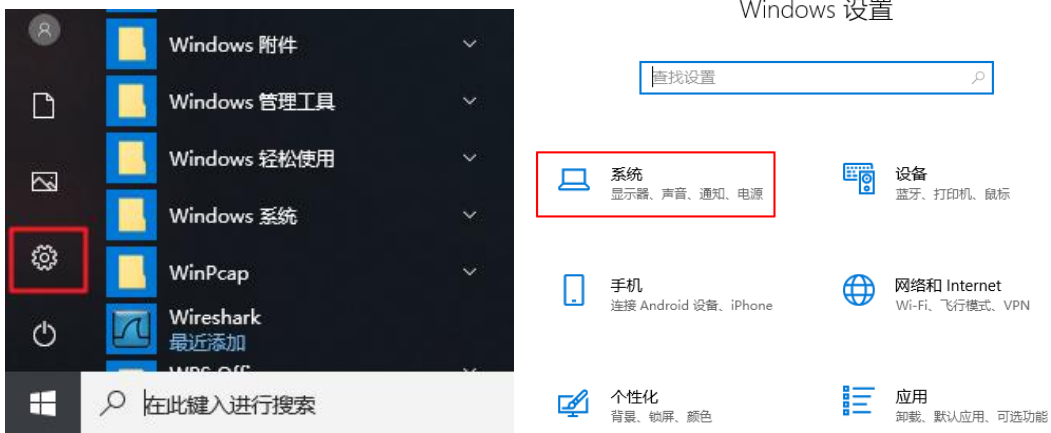 Windows 附件
Windows 管理工具
Windows 轻松使用
Windows 系统
WinPcap
Wireshark
最近添加
WPS Offi
在此键入进行搜索
Windows 设置
查找设置
系统
显示器、声音、通知、电源
设备
蓝牙、打印机、鼠标
手机
连接 Android 设备、iPhone
网络和 Internet
Wi-Fi、飞行模式、VPN
个性化
背景、锁屏、颜色
应用
卸载、默认应用、可选功能